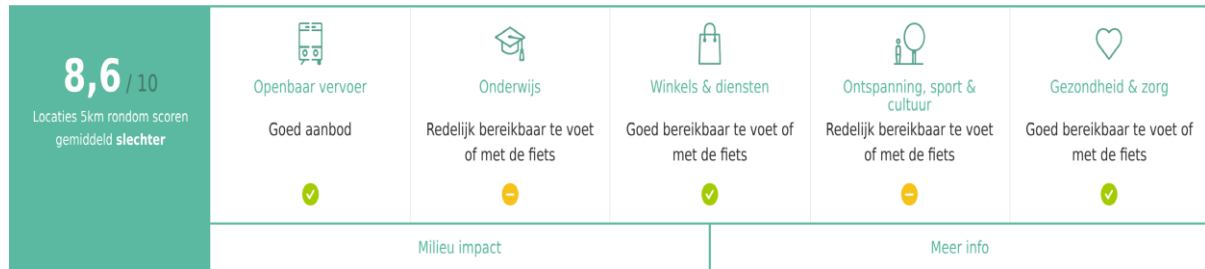 8,6 / 10
Locaties 5km rondom scoren
gemiddeld slechter
Openbaar vervoer
Goed aanbod
Onderwijs
Redelijk bereikbaar te voet
of met de fiets
Winkels & diensten
Goed bereikbaar te voet of
met de fiets
Ontspanning, sport &
cultuur
Redelijk bereikbaar te voet
of met de fiets
Gezondheid & zorg
Goed bereikbaar te voet of
met de fiets
Milieu impact
Meer info